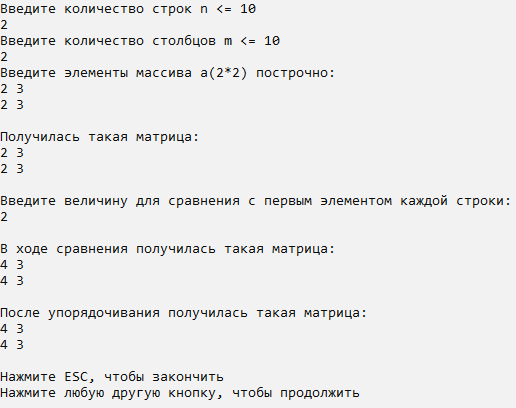 Введите количество строк n <= 10
2
Введите количество столбцов m <= 10
2
Введите элементы массива a(2*2) построчно:
2 3
2 3
Получилась такая матрица:
2 3
2 3
Введите величину для сравнения с первым элементом каждой строки:
2
В ходе сравнения получилась такая матрица:
4 3
4 3
После упорядочивания получилась такая матрица:
4 3
4 3
Нажмите ESC, чтобы закончить
Нажмите любую другую кнопку, чтобы продолжить